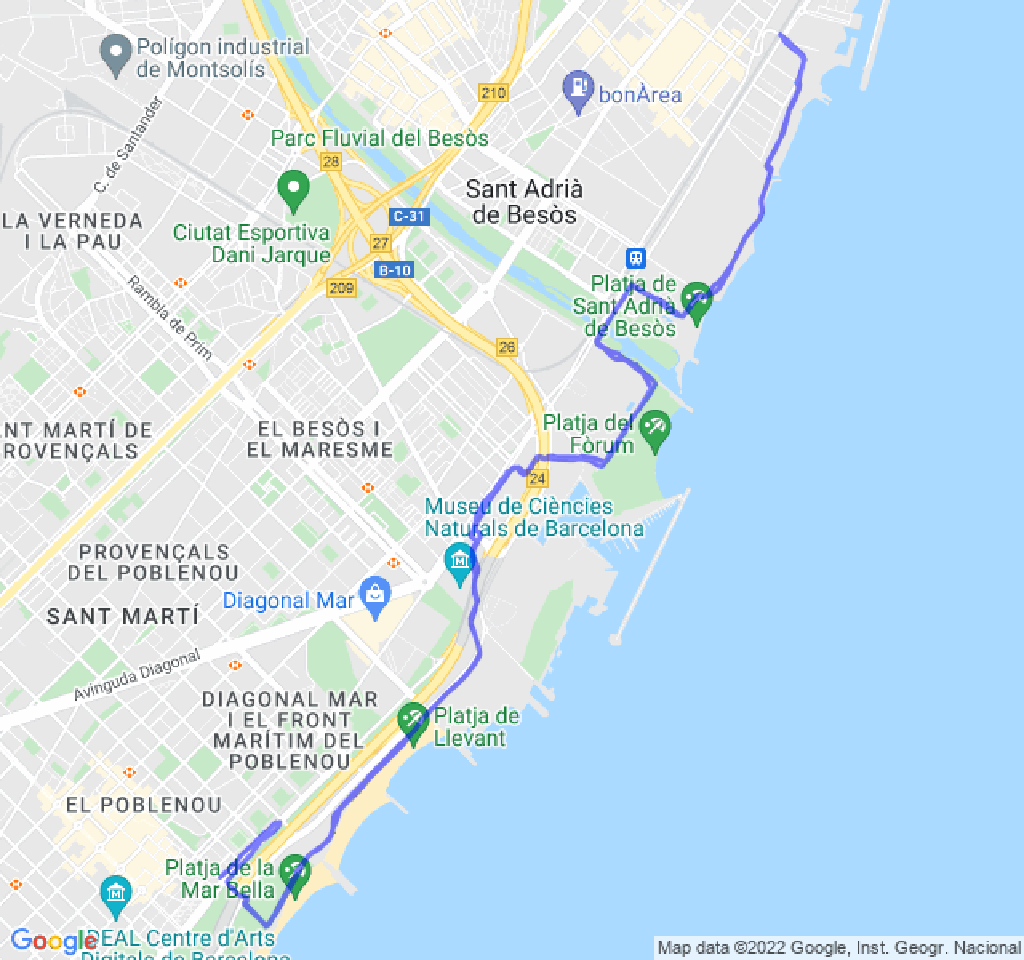 Polígon industrial
de Montsolís
210
bonÀrea
C. de Santander
Parc Fluvial del Besòs
28
Sant Adrià
de Besòs
LA VERNEDA
I LA PAU
C-31
Ciutat Esportiva
Dani Jarque
27
B-10
209
Platja de
Sant Adrià
de Besòs
Rambla de Prim
26
Platja del
Fòrum
NT MARTÍ DE
ROVENÇALS
EL BESÒS I
EL MARESME
24
Museu de Ciències
Naturals de Barcelona
PROVENÇALS
DEL POBLENOU
Diagonal Mar
SANT MARTÍ
Avinguda Diagonal
DIAGONAL MAR
I EL FRONT
MARÍTIM DEL
POBLENOU
Platja de
Llevant
EL POBLENOU
Platja de la
Mar Bella
Google
IDEAL Centre d'Arts
Digitals de Barcelona
Map data ©2022 Google, Inst. Geogr. Nacional